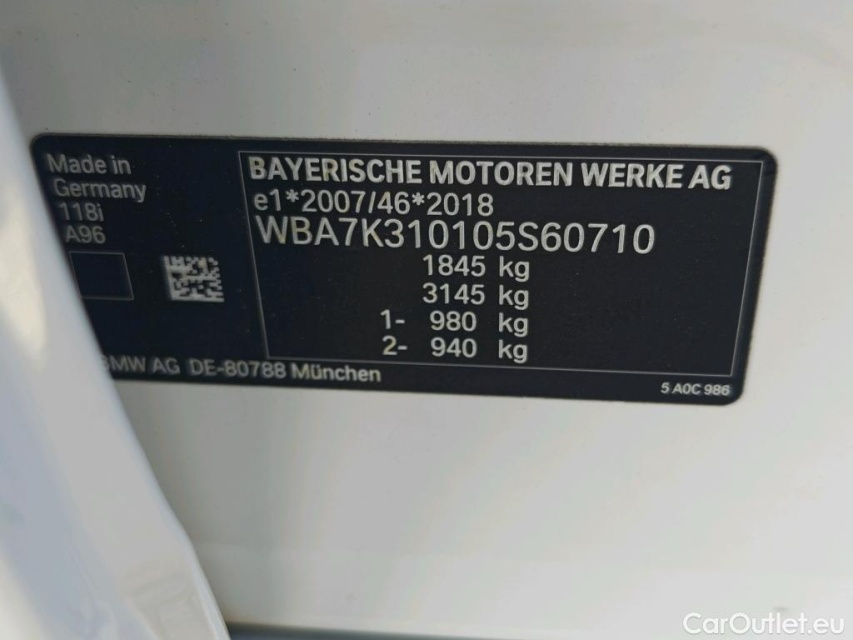 Made in
Germany
118i
A96
BAYERISCHE MOTOREN WERKE AG
e1*2007/46*2018
WBA7K310105S60710
1845 kg
3145 kg
1- 980 kg
2- 940 kg
BMW AG DE-80788 München
5 A0C 986
CarOutlet.eu